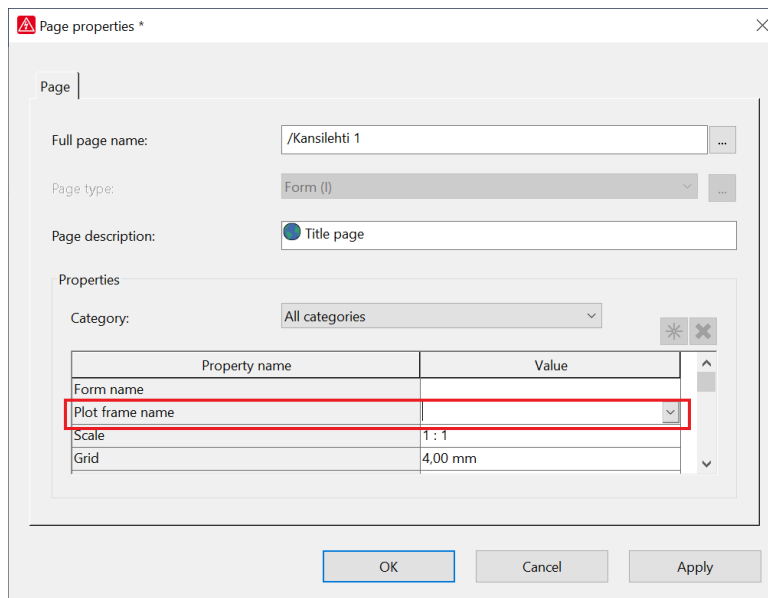 Page properties *
Page
Full page name: /Kansilehti 1 ...
Page type: Form (I) ...
Page description: Title page
Properties
Category: All categories
Property name Value
Form name
Plot frame name
Scale 1 : 1
Grid 4,00 mm
OK Cancel Apply